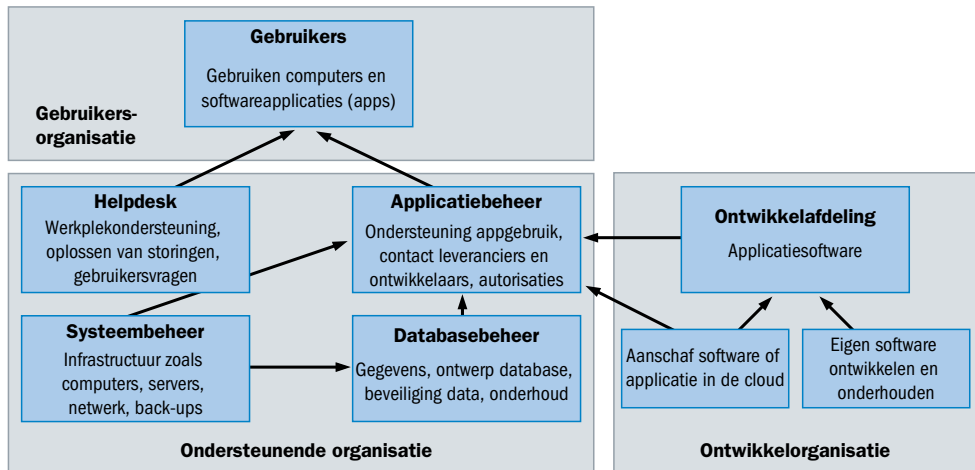 Gebruikers
Gebruiken computers en
softwareapplicaties (apps)
Gebruikers-
organisatie
Helpdesk
Werkplekondersteuning,
oplossen van storingen,
gebruikersvragen
Applicatiebeheer
Ondersteuning appgebruik,
contact leveranciers en
ontwikkelaars, autorisaties
Systeembeheer
Infrastructuur zoals
computers, servers,
netwerk, back-ups
Databasebeheer
Gegevens, ontwerp database,
beveiliging data, onderhoud
Ondersteunende organisatie
Ontwikkelafdeling
Applicatiesoftware
Aanschaf software of
applicatie in de cloud
Eigen software
ontwikkelen en
onderhouden
Ontwikkelorganisatie